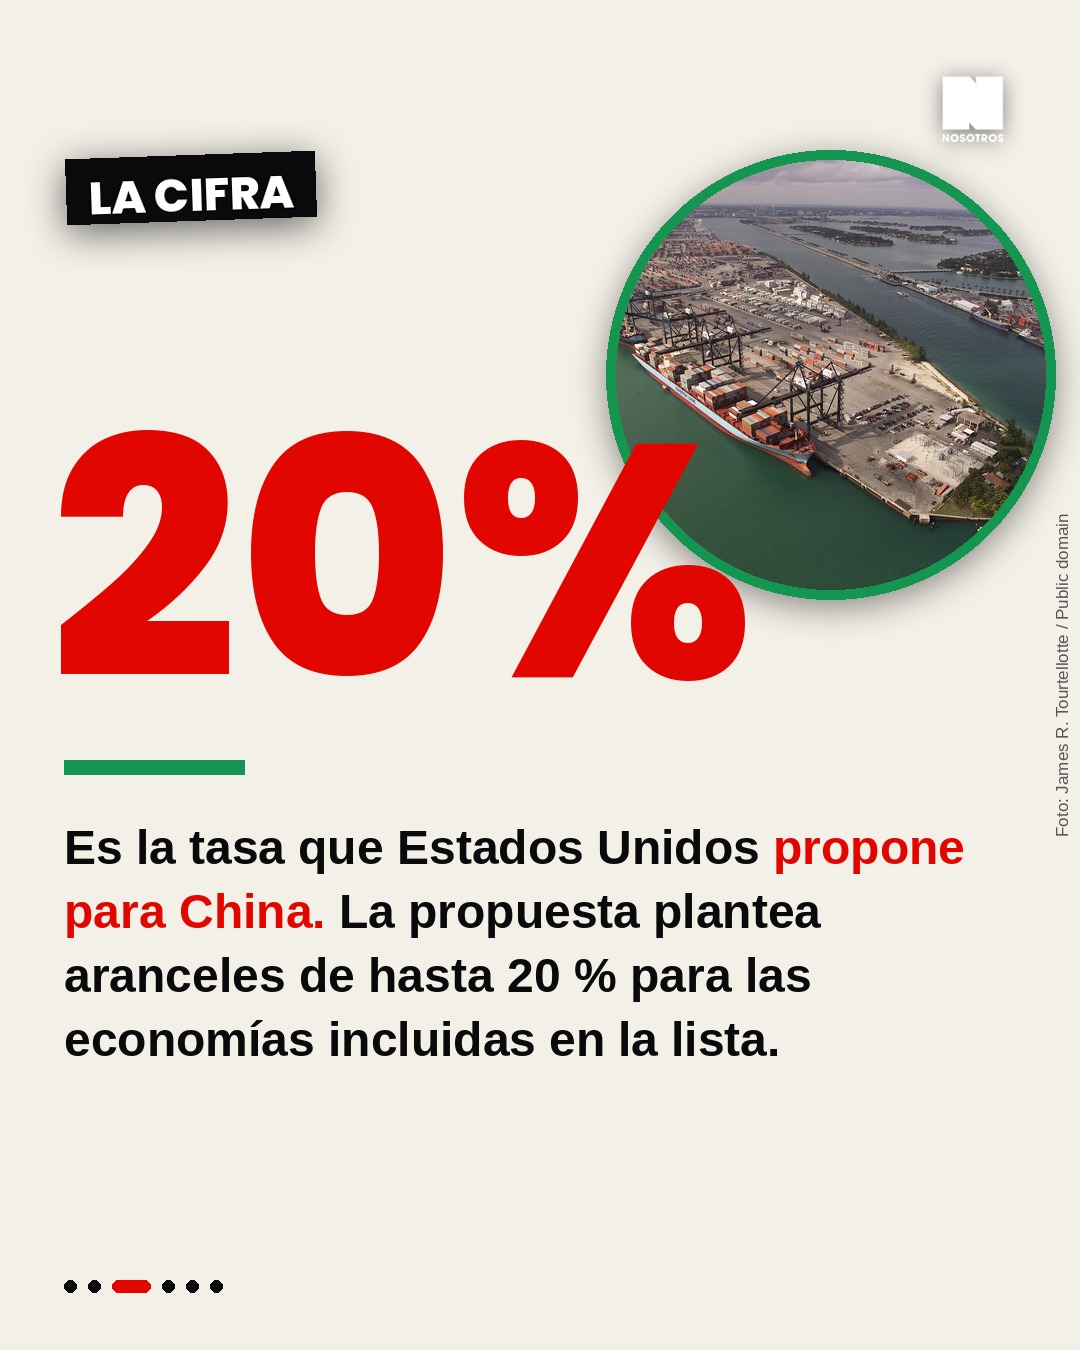 NOSOTROS
LA CIFRA
20%
Es la tasa que Estados Unidos propone
para China. La propuesta plantea
aranceles de hasta 20 % para las
economías incluidas en la lista.
Foto: James R. Tourtellotte / Public domain